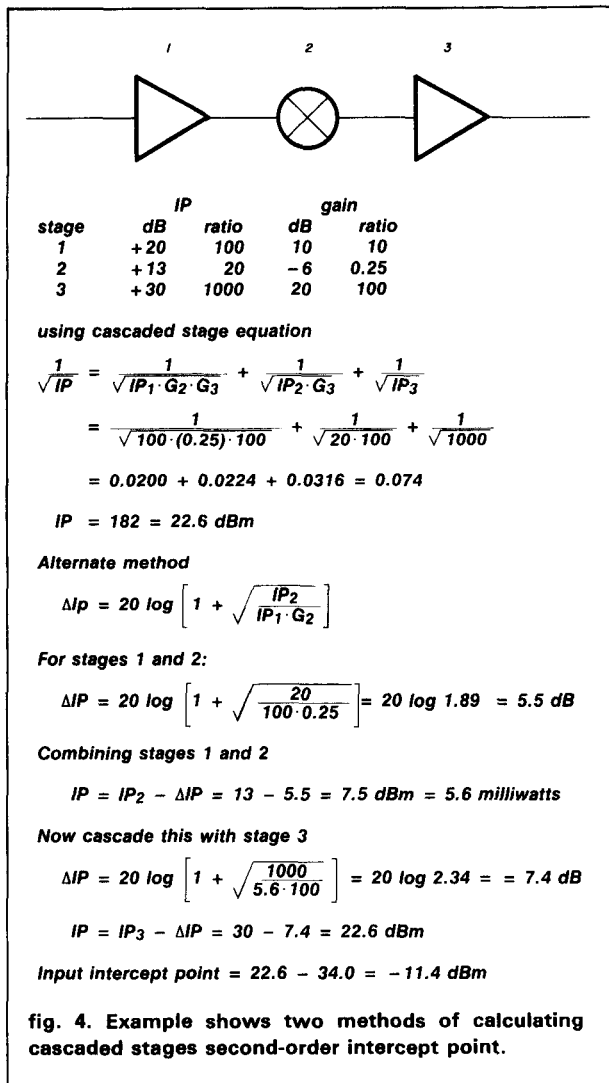 1 2 3
IP gain
stage dB ratio dB ratio
1 +20 100 10 10
2 +13 20 −6 0.25
3 +30 1000 20 100
using cascaded stage equation
1/√IP = 1/√(IP₁·G₂·G₃) + 1/√(IP₂·G₃) + 1/√IP₃
= 1/√(100·(0.25)·100) + 1/√(20·100) + 1/√1000
= 0.0200 + 0.0224 + 0.0316 = 0.074
IP = 182 = 22.6 dBm
Alternate method
ΔIp = 20 log [1 + √(IP₂/(IP₁·G₂))]
For stages 1 and 2:
ΔIP = 20 log [1 + √(20/(100·0.25))] = 20 log 1.89 = 5.5 dB
Combining stages 1 and 2
IP = IP₂ − ΔIP = 13 − 5.5 = 7.5 dBm = 5.6 milliwatts
Now cascade this with stage 3
ΔIP = 20 log [1 + √(1000/(5.6·100))] = 20 log 2.34 = = 7.4 dB
IP = IP₃ − ΔIP = 30 − 7.4 = 22.6 dBm
Input intercept point = 22.6 − 34.0 = −11.4 dBm
fig. 4. Example shows two methods of calculating
cascaded stages second-order intercept point.